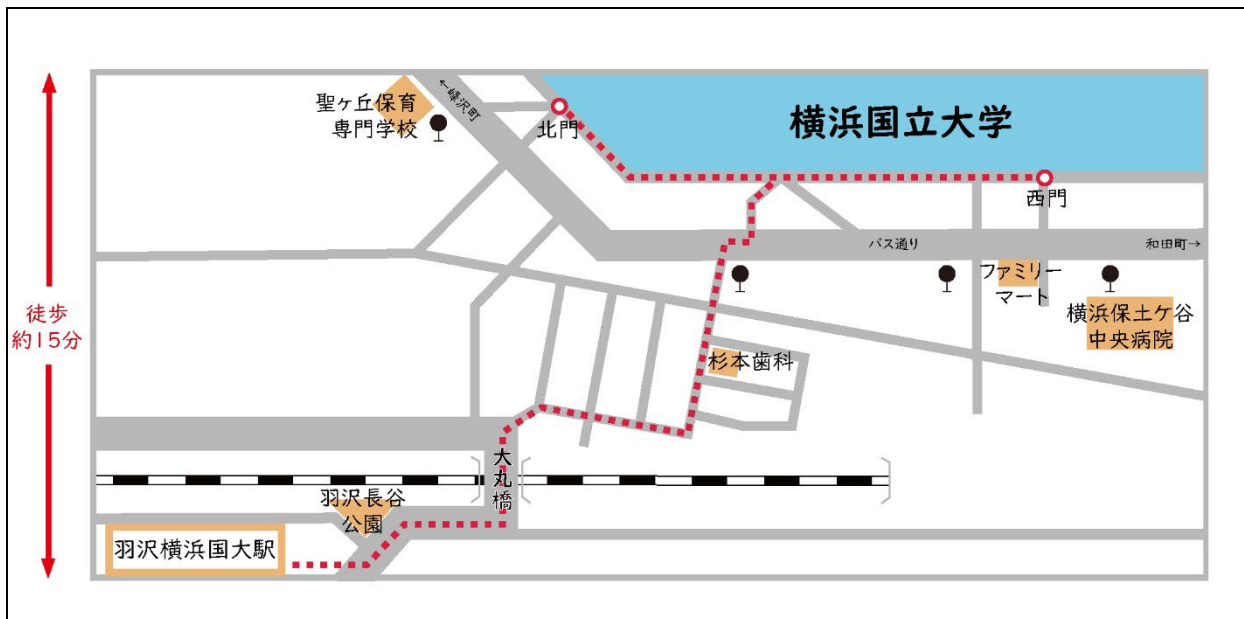 聖ヶ丘保育
専門学校
←峰沢町
北門
横浜国立大学
西門
バス通り
和田町→
ファミリー
マート
横浜保土ケ谷
中央病院
徒歩
約15分
杉本歯科
大丸橋
羽沢長谷
公園
羽沢横浜国大駅